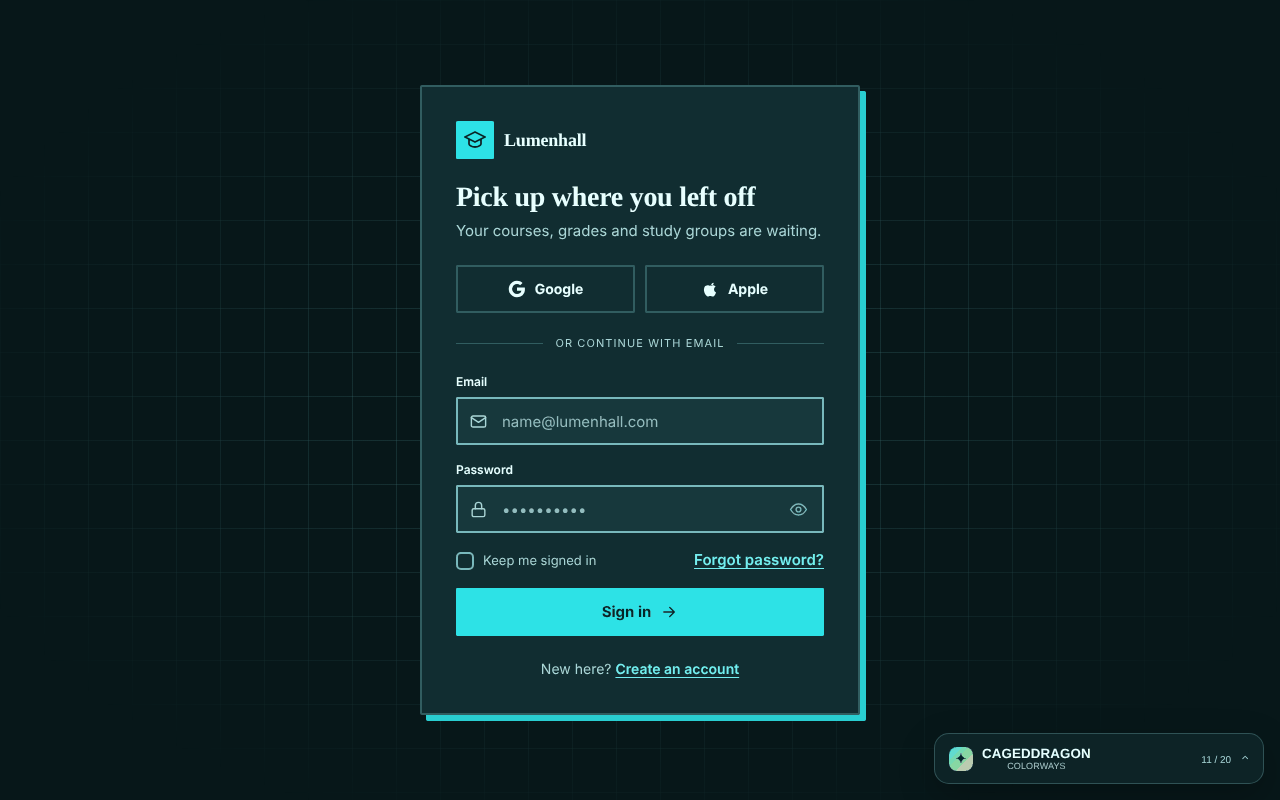 Lumenhall
Pick up where you left off
Your courses, grades and study groups are waiting.
Google
Apple
OR CONTINUE WITH EMAIL
Email
name@lumenhall.com
Password
••••••••••
Keep me signed in
Forgot password?
Sign in →
New here? Create an account
CAGEDDRAGON
COLORWAYS
11 / 20